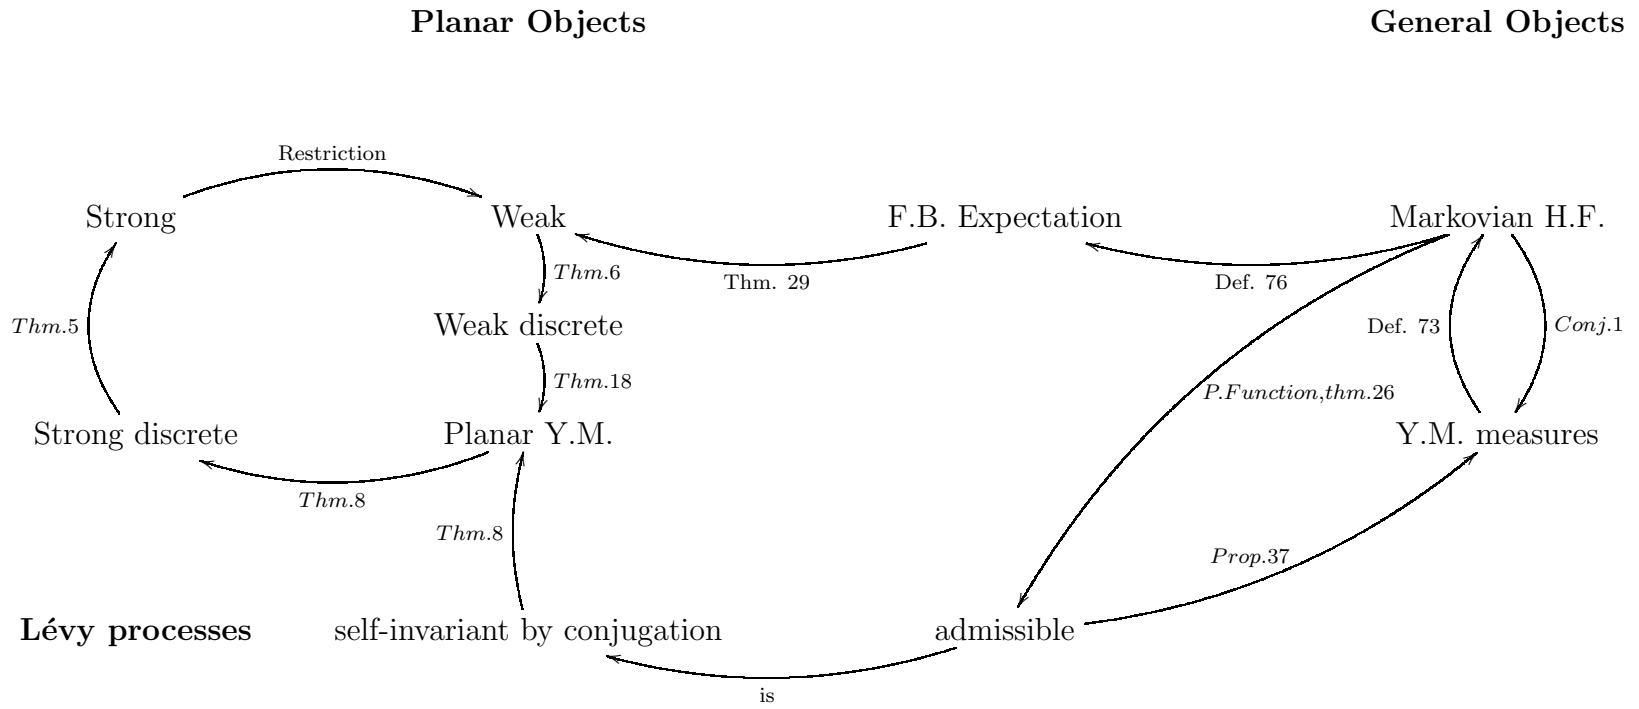 Planar Objects
General Objects
Restriction
Strong
Weak
F.B. Expectation
Markovian H.F.
Thm.6
Thm. 29
Def. 76
Thm.5
Weak discrete
Def. 73
Conj.1
Thm.18
P.Function,thm.26
Strong discrete
Planar Y.M.
Y.M. measures
Thm.8
Thm.8
Prop.37
Lévy processes
self-invariant by conjugation
admissible
is